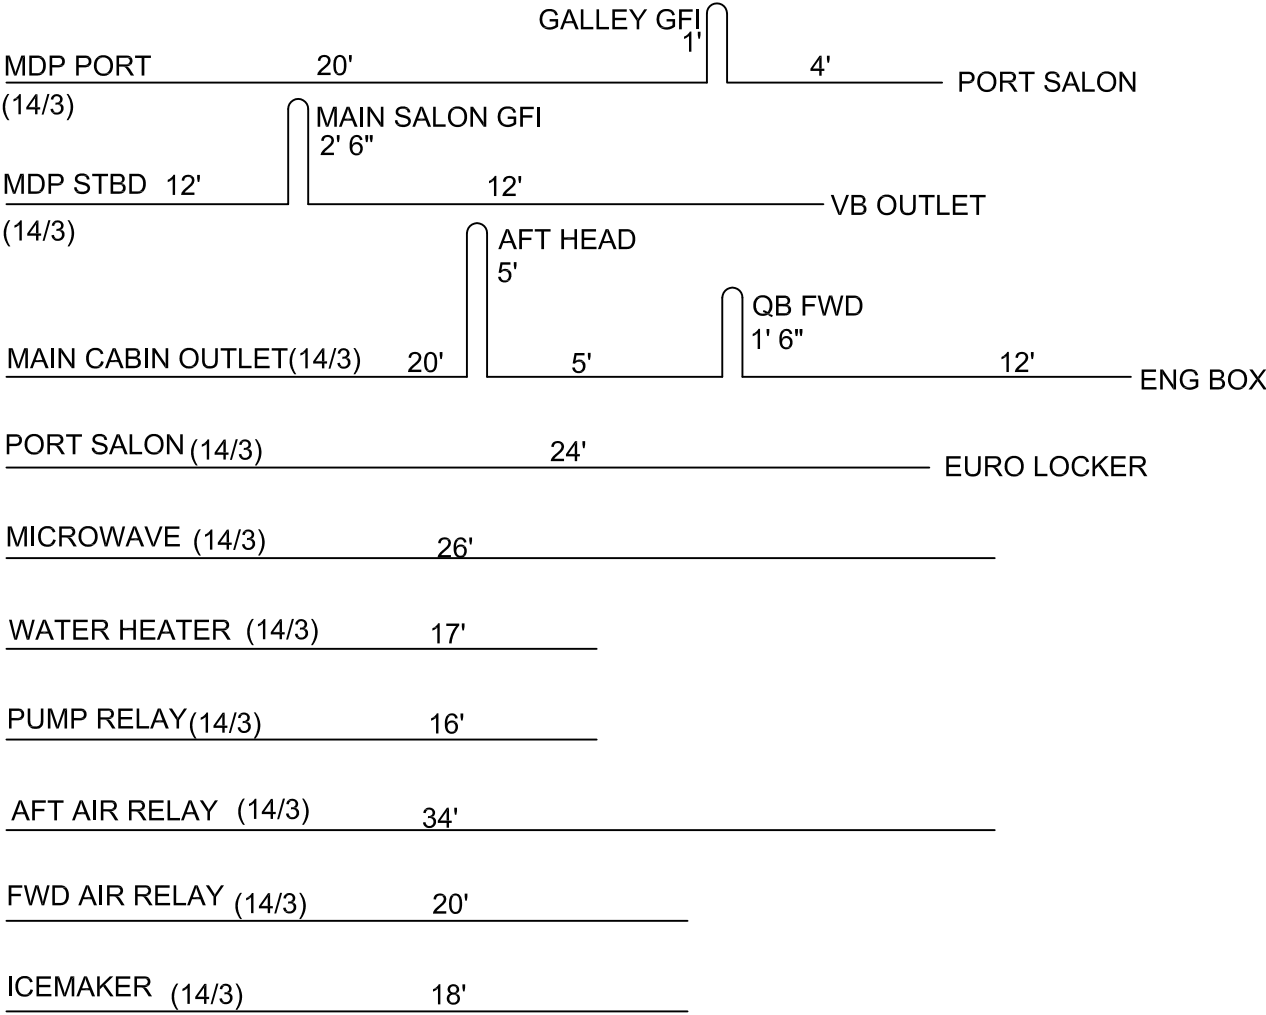 GALLEY GFI
1'
MDP PORT 20' 4'
PORT SALON
(14/3)
MAIN SALON GFI
2' 6"
MDP STBD 12' 12'
VB OUTLET
(14/3)
AFT HEAD
5'
QB FWD
1' 6"
MAIN CABIN OUTLET(14/3) 20' 5' 12'
ENG BOX
PORT SALON (14/3) 24'
EURO LOCKER
MICROWAVE (14/3) 26'
WATER HEATER (14/3) 17'
PUMP RELAY(14/3) 16'
AFT AIR RELAY (14/3) 34'
FWD AIR RELAY (14/3) 20'
ICEMAKER (14/3) 18'